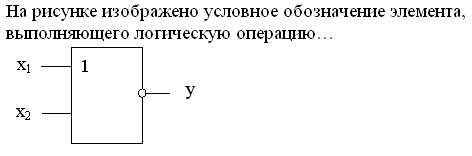 На рисунке изображено условное обозначение элемента,
выполняющего логическую операцию…
x₁
1
y
x₂